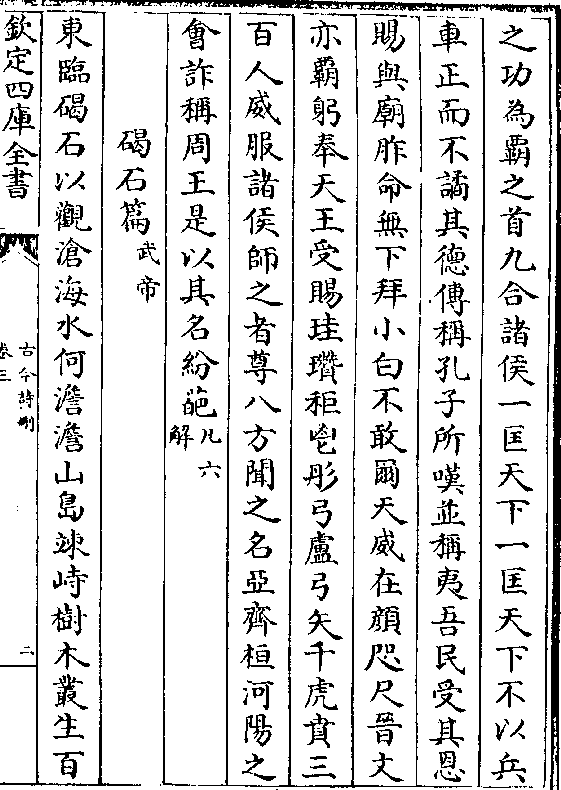 之功為霸之首九合諸侯一匡天下一匡天下不以兵
車正而不譎其德傳稱孔子所嘆並稱夷吾民受其恩
賜與廟胙命無下拜小白不敢爾天威在顔咫尺晉文
亦霸躬奉天王受賜珪瓚秬鬯彤弓盧弓矢千虎賁三
百人威服諸侯師之者尊八方聞之名亞齊桓河陽之
會詐稱周王是以其名紛葩凡六解
碣石篇武帝
東臨碣石以觀滄海水何澹澹山島竦峙樹木叢生百
欽定四庫全書
古今詩刪
卷三
二